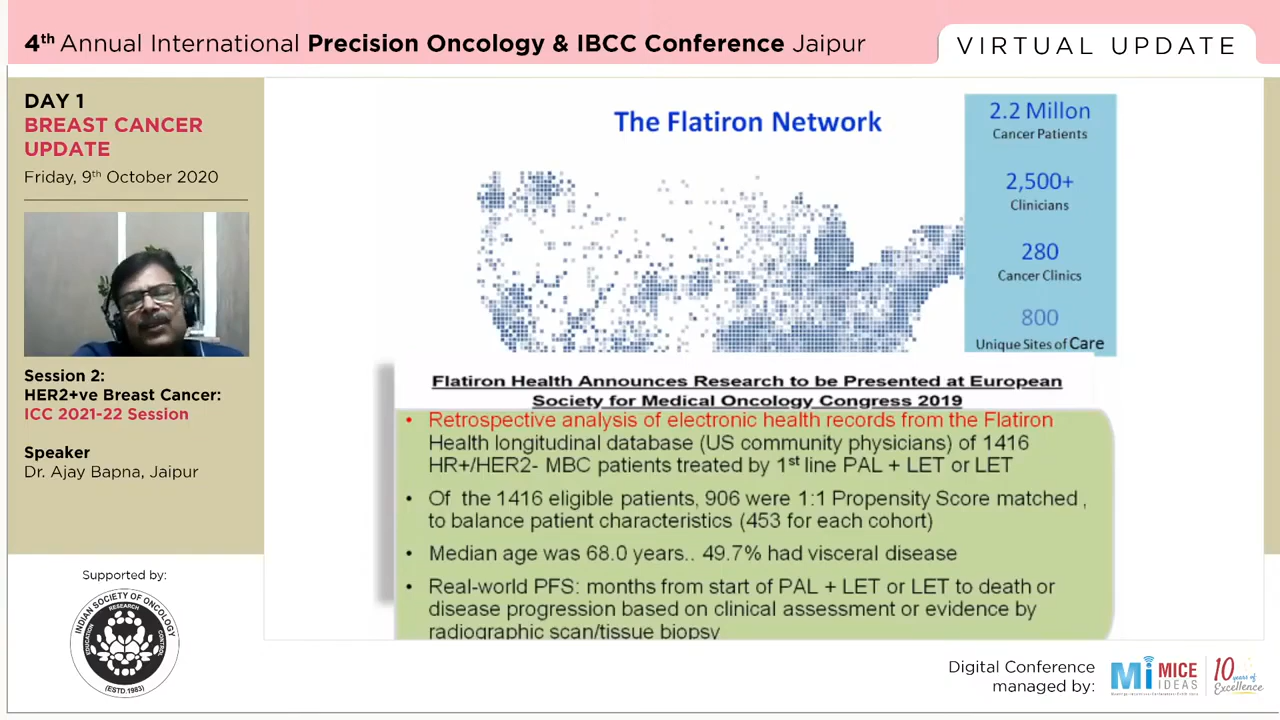 4th Annual International Precision Oncology & IBCC Conference Jaipur
VIRTUAL UPDATE
DAY 1
BREAST CANCER
UPDATE
Friday, 9th October 2020
Session 2:
HER2+ve Breast Cancer:
ICC 2021-22 Session
Speaker
Dr. Ajay Bapna, Jaipur
Supported by:
INDIAN SOCIETY OF ONCOLOGY
RESEARCH
EDUCATION
CONTROL
(ESTD.1983)
The Flatiron Network
2.2 Millon
Cancer Patients
2,500+
Clinicians
280
Cancer Clinics
800
Unique Sites of Care
Flatiron Health Announces Research to be Presented at European
Society for Medical Oncology Congress 2019
• Retrospective analysis of electronic health records from the Flatiron
Health longitudinal database (US community physicians) of 1416
HR+/HER2- MBC patients treated by 1st line PAL + LET or LET
• Of the 1416 eligible patients, 906 were 1:1 Propensity Score matched ,
to balance patient characteristics (453 for each cohort)
• Median age was 68.0 years.. 49.7% had visceral disease
• Real-world PFS: months from start of PAL + LET or LET to death or
disease progression based on clinical assessment or evidence by
radiographic scan/tissue biopsy
Digital Conference
managed by:
Mi MICE
IDEAS
10 years of
Excellence